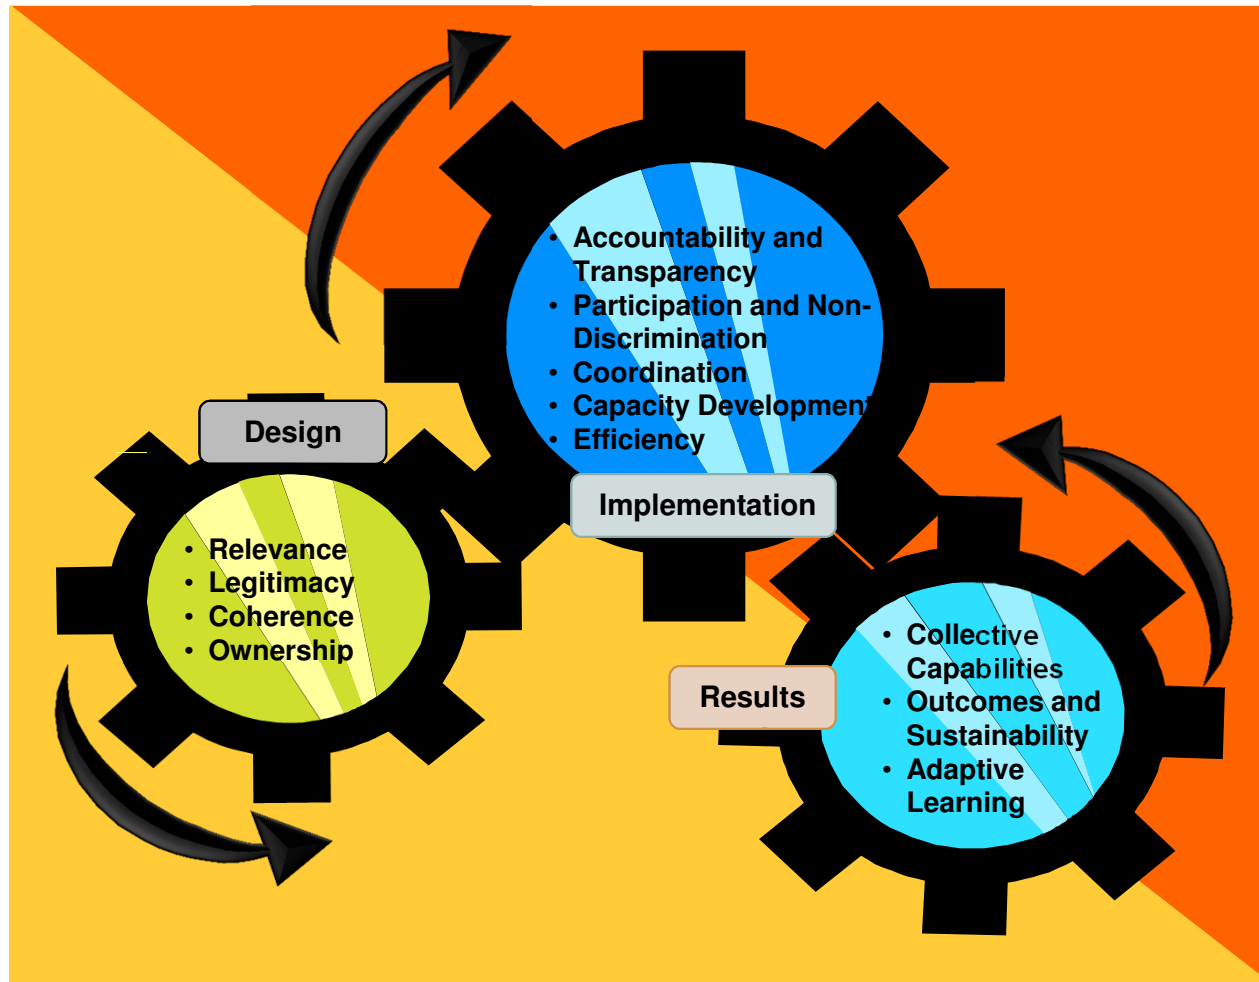 Design
• Relevance
• Legitimacy
• Coherence
• Ownership
• Accountability and
Transparency
• Participation and Non-
Discrimination
• Coordination
• Capacity Development
• Efficiency
Implementation
Results
• Collective
Capabilities
• Outcomes and
Sustainability
• Adaptive
Learning